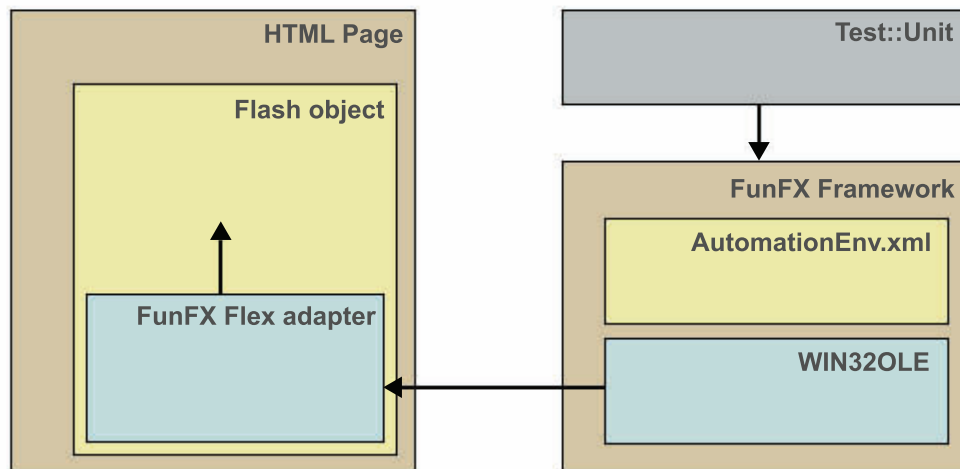 HTML Page
Flash object
FunFX Flex adapter
Test::Unit
FunFX Framework
AutomationEnv.xml
WIN32OLE